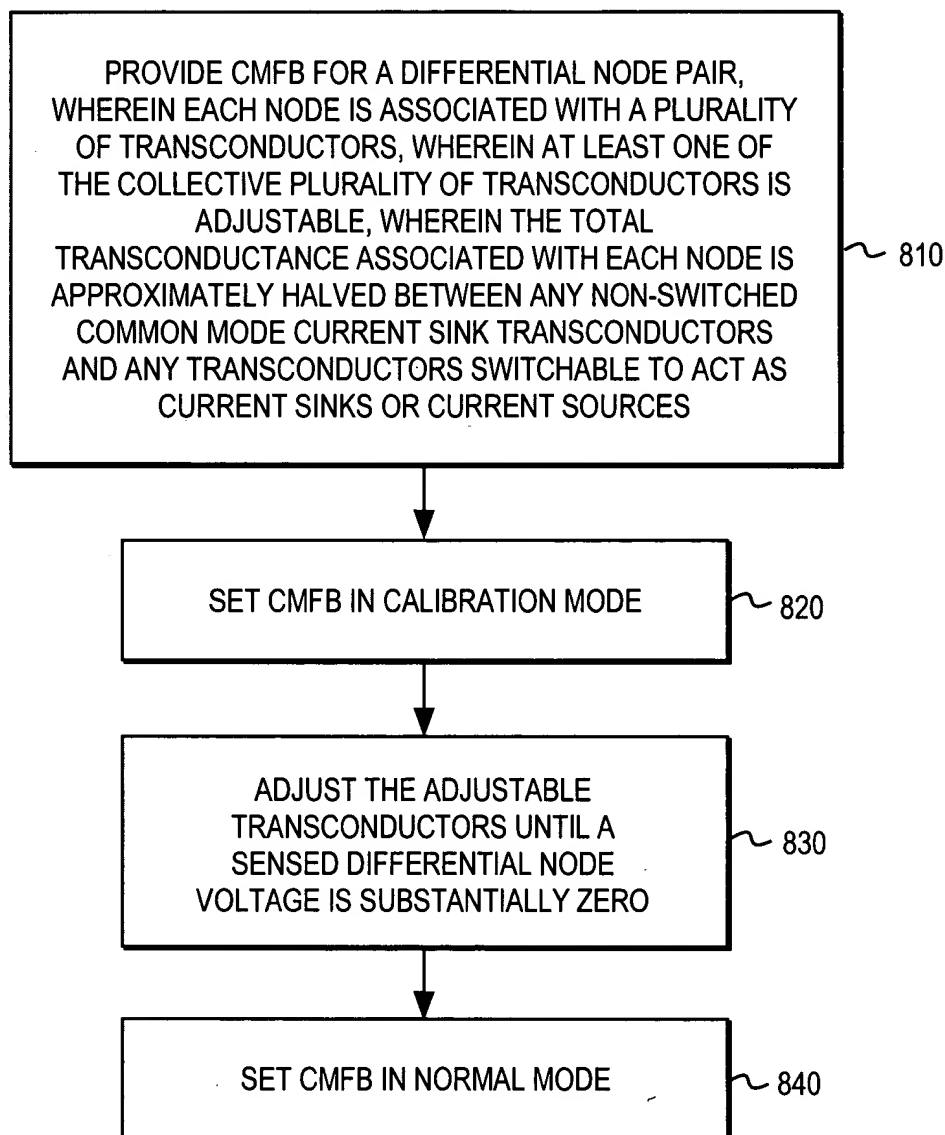 PROVIDE CMFB FOR A DIFFERENTIAL NODE PAIR,
WHEREIN EACH NODE IS ASSOCIATED WITH A PLURALITY
OF TRANSCONDUCTORS, WHEREIN AT LEAST ONE OF
THE COLLECTIVE PLURALITY OF TRANSCONDUCTORS IS
ADJUSTABLE, WHEREIN THE TOTAL
TRANSCONDUCTANCE ASSOCIATED WITH EACH NODE IS
APPROXIMATELY HALVED BETWEEN ANY NON-SWITCHED
COMMON MODE CURRENT SINK TRANSCONDUCTORS
AND ANY TRANSCONDUCTORS SWITCHABLE TO ACT AS
CURRENT SINKS OR CURRENT SOURCES
810
SET CMFB IN CALIBRATION MODE
820
ADJUST THE ADJUSTABLE
TRANSCONDUCTORS UNTIL A
SENSED DIFFERENTIAL NODE
VOLTAGE IS SUBSTANTIALLY ZERO
830
SET CMFB IN NORMAL MODE
840